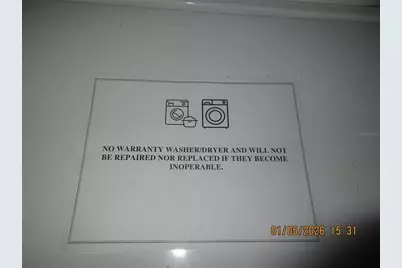 NO WARRANTY WASHER/DRYER AND WILL NOT
BE REPAIRED NOR REPLACED IF THEY BECOME
INOPERABLE.
01/05/2026 15:31